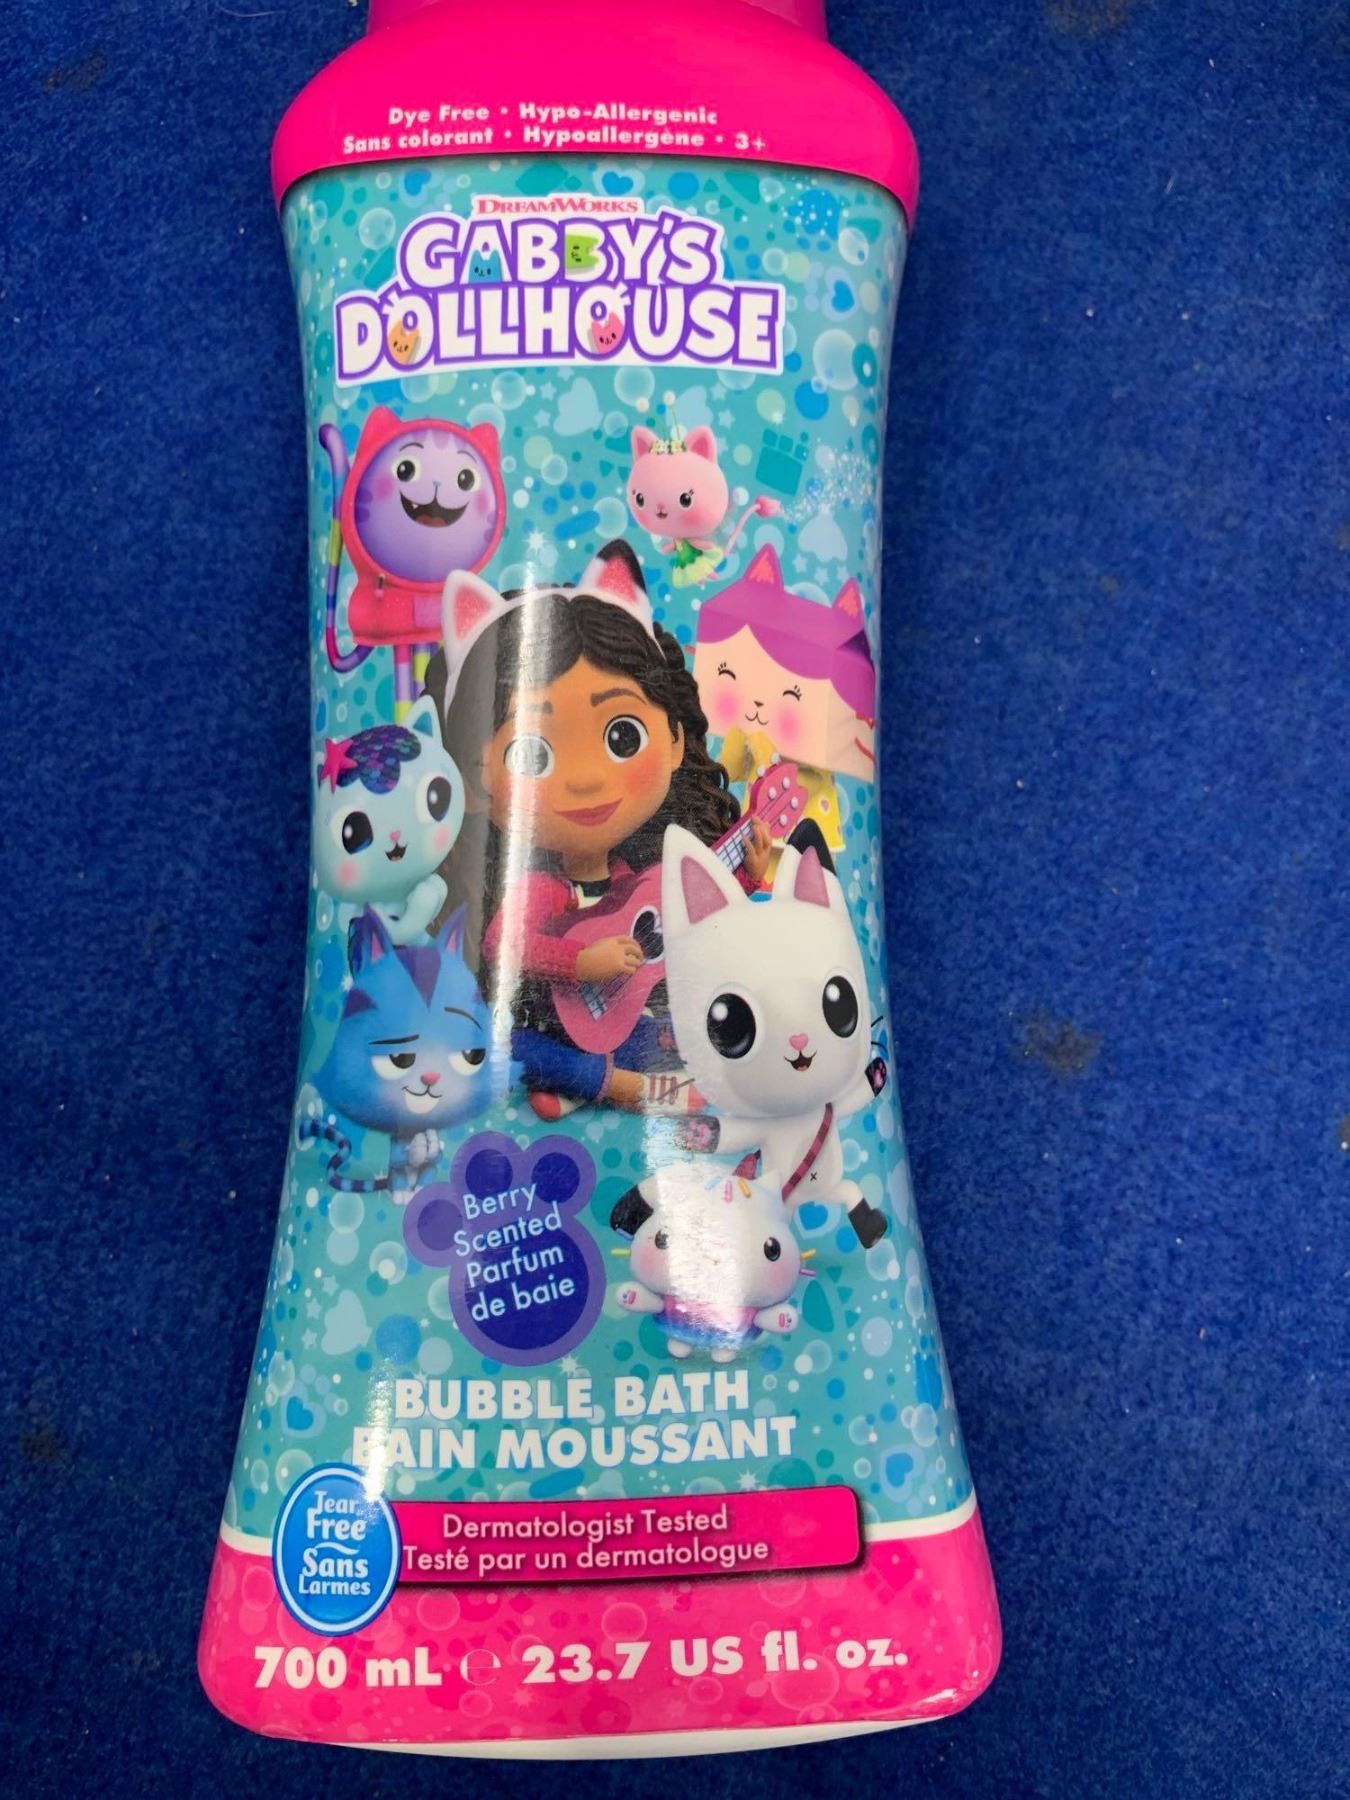 Dye Free • Hypo-Allergenic
Sans colorant • Hypoallergène • 3+
DREAMWORKS
GABBY'S
DOLLHOUSE
Berry
Scented
Parfum
de baie
BUBBLE BATH
BAIN MOUSSANT
Tear
Free
Sans
Larmes
Dermatologist Tested
Testé par un dermatologue
700 mL ℮ 23.7 US fl. oz.